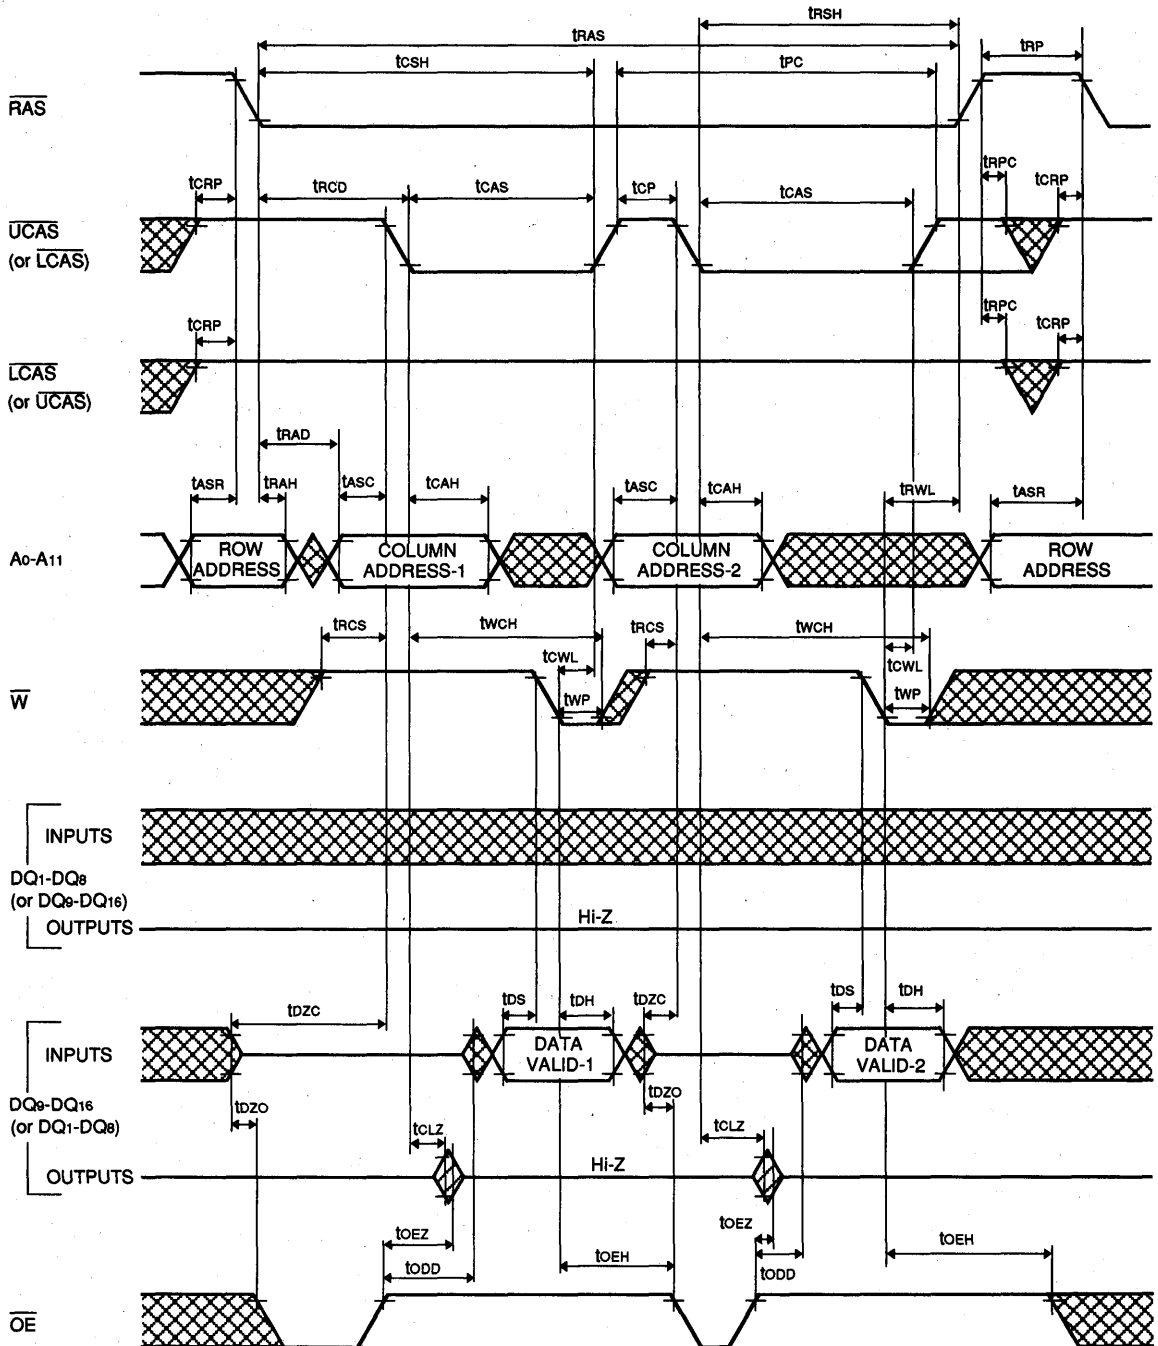 tRSH
tRAS
tRP
tCSH
tPC
RAS
tCRP
tRCD
tCAS
tCP
tCAS
tRPC
tCRP
UCAS
(or LCAS)
tCRP
tRPC
tCRP
LCAS
(or UCAS)
tRAD
tASR
tRAH
tASC
tCAH
tASC
tCAH
tRWL
tASR
A0-A11
ROW
ADDRESS
COLUMN
ADDRESS-1
COLUMN
ADDRESS-2
ROW
ADDRESS
tRCS
tWCH
tRCS
tWCH
tCWL
tCWL
tWP
tWP
W
INPUTS
DQ1-DQ8
(or DQ9-DQ16)
OUTPUTS
Hi-Z
tDZC
tDS
tDH
tDZC
tDS
tDH
INPUTS
DATA
VALID-1
DATA
VALID-2
DQ9-DQ16
(or DQ1-DQ8)
tDZO
tDZO
tCLZ
tCLZ
OUTPUTS
Hi-Z
tOEZ
tOEZ
tODD
tOEH
tODD
tOEH
OE